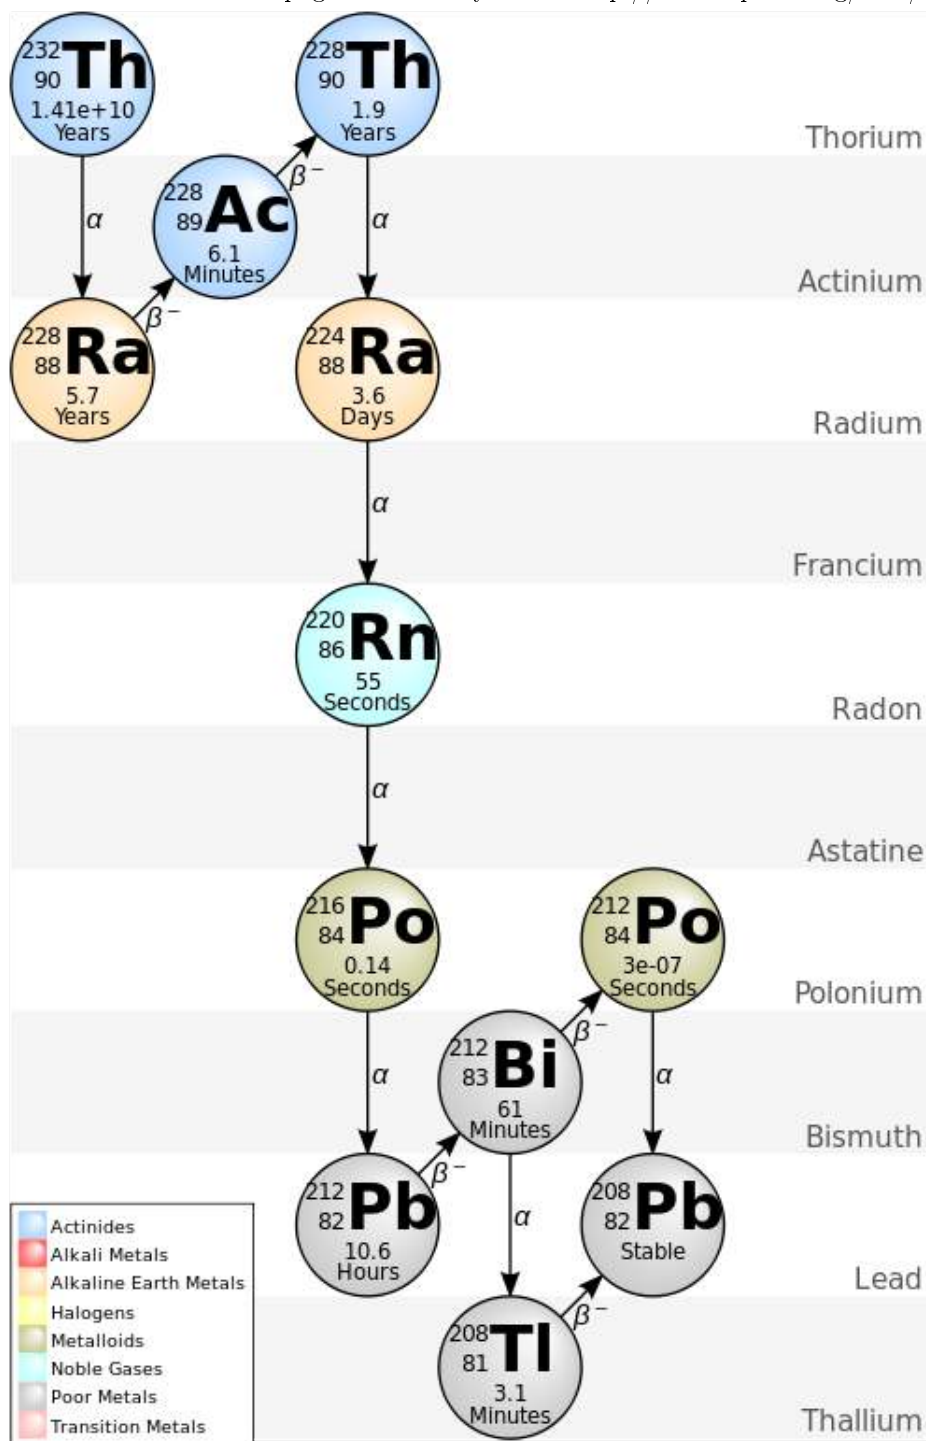 232
90 Th
1.41e+10
Years
228
90 Th
1.9
Years
Thorium
α
β⁻
228
89 Ac
6.1
Minutes
α
Actinium
β⁻
228
88 Ra
5.7
Years
224
88 Ra
3.6
Days
Radium
α
Francium
220
86 Rn
55
Seconds
Radon
α
Astatine
216
84 Po
0.14
Seconds
212
84 Po
3e-07
Seconds
Polonium
β⁻
212
83 Bi
61
Minutes
α
α
Bismuth
β⁻
212
82 Pb
10.6
Hours
208
82 Pb
Stable
α
Lead
β⁻
208
81 Tl
3.1
Minutes
Thallium
Actinides
Alkali Metals
Alkaline Earth Metals
Halogens
Metalloids
Noble Gases
Poor Metals
Transition Metals